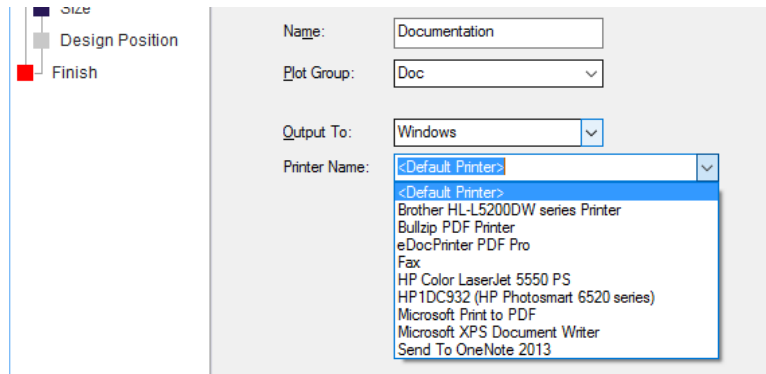 Size
Design Position
Finish
Name: Documentation
Plot Group: Doc
Output To: Windows
Printer Name: <Default Printer>
<Default Printer>
Brother HL-L5200DW series Printer
Bullzip PDF Printer
eDocPrinter PDF Pro
Fax
HP Color LaserJet 5550 PS
HP1DC932 (HP Photosmart 6520 series)
Microsoft Print to PDF
Microsoft XPS Document Writer
Send To OneNote 2013